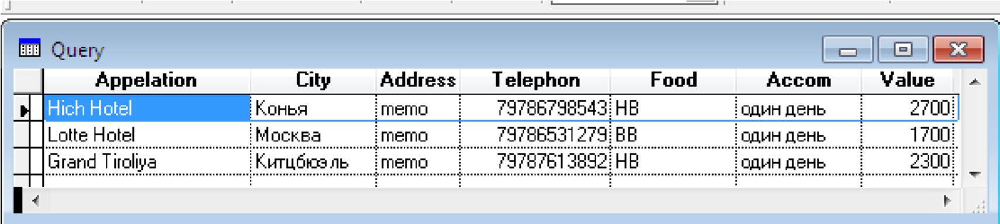 Query
Appelation City Address Telephon Food Accom Value
Hich Hotel Конья memo 79786798543 HB один день 2700
Lotte Hotel Москва memo 79786531279 BB один день 1700
Grand Tiroliya Китцбюэль memo 79787613892 HB один день 2300